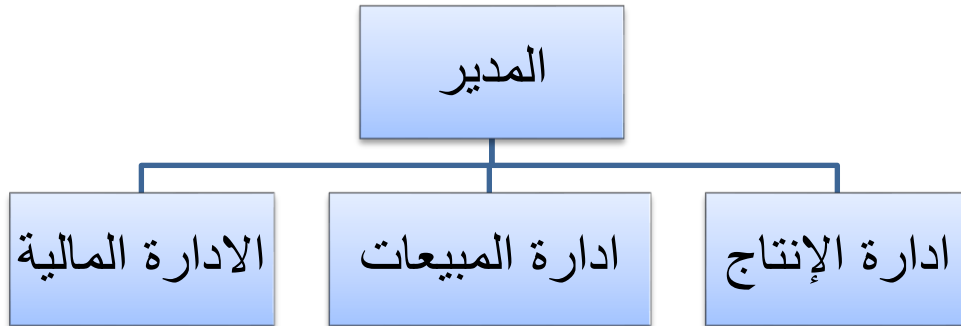 المدير
ادارة الإنتاج
ادارة المبيعات
الادارة المالية